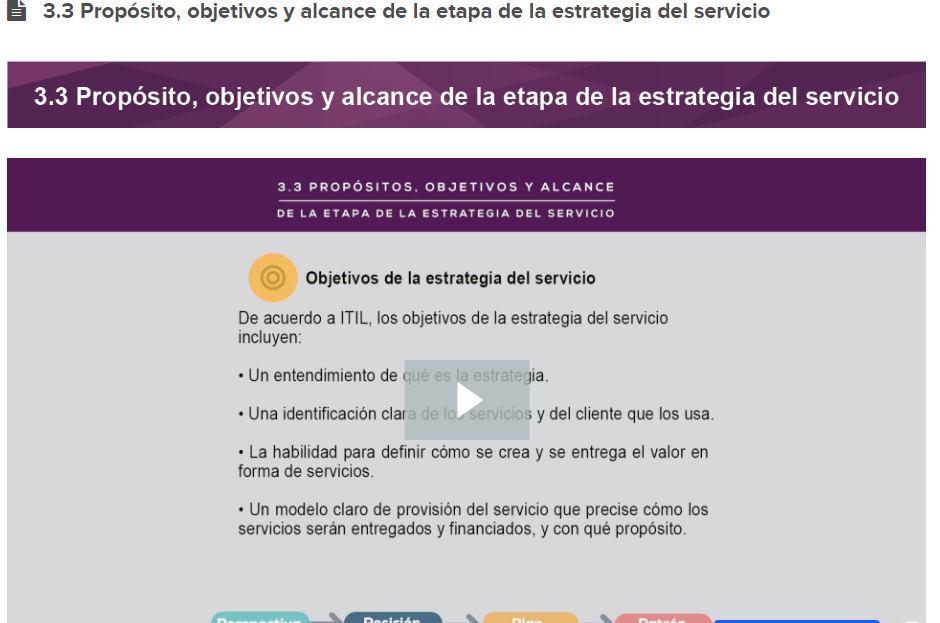 3.3 Propósito, objetivos y alcance de la etapa de la estrategia del servicio
3.3 Propósito, objetivos y alcance de la etapa de la estrategia del servicio
3.3 PROPÓSITOS, OBJETIVOS Y ALCANCE
DE LA ETAPA DE LA ESTRATEGIA DEL SERVICIO
Objetivos de la estrategia del servicio
De acuerdo a ITIL, los objetivos de la estrategia del servicio
incluyen:
• Un entendimiento de qué es la estrategia.
• Una identificación clara de los servicios y del cliente que los usa.
• La habilidad para definir cómo se crea y se entrega el valor en
forma de servicios.
• Un modelo claro de provisión del servicio que precise cómo los
servicios serán entregados y financiados, y con qué propósito.
Perspectiva Posición Plan Patrón